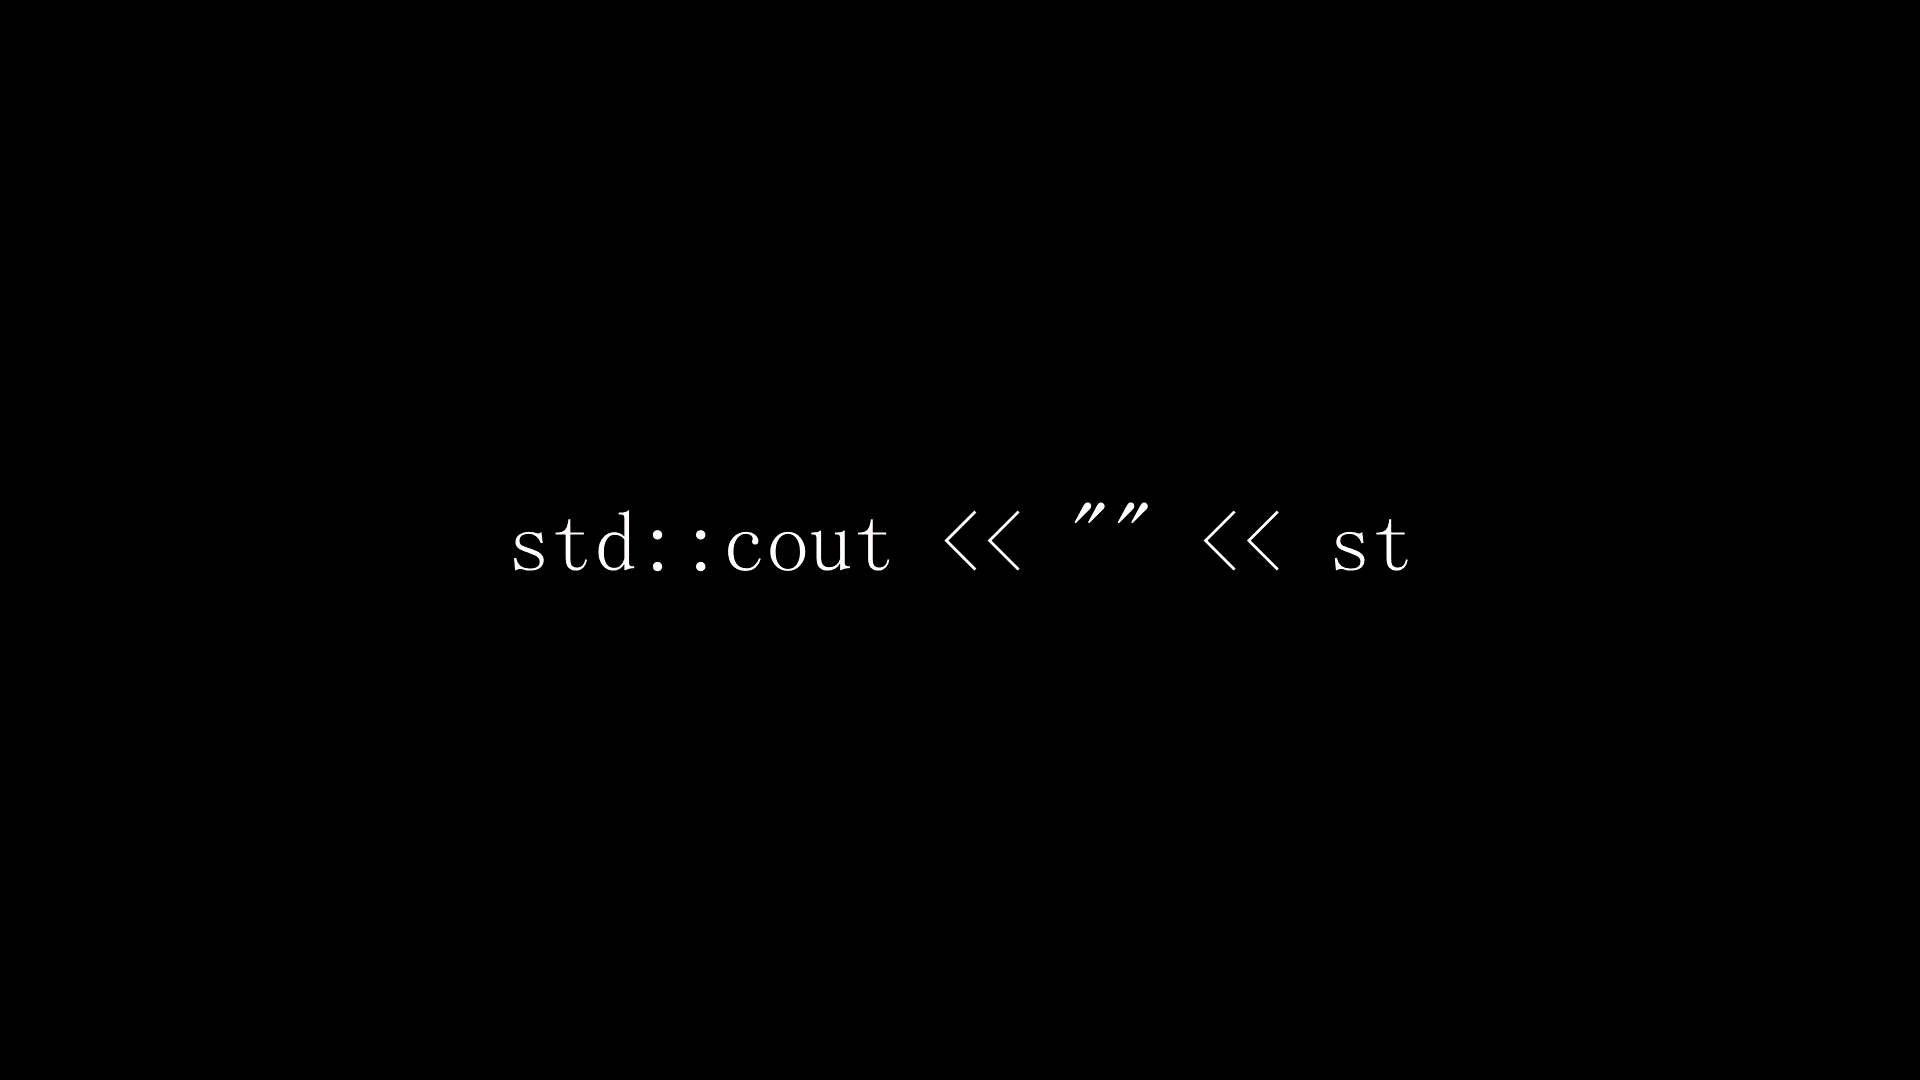 std::cout << "" << st